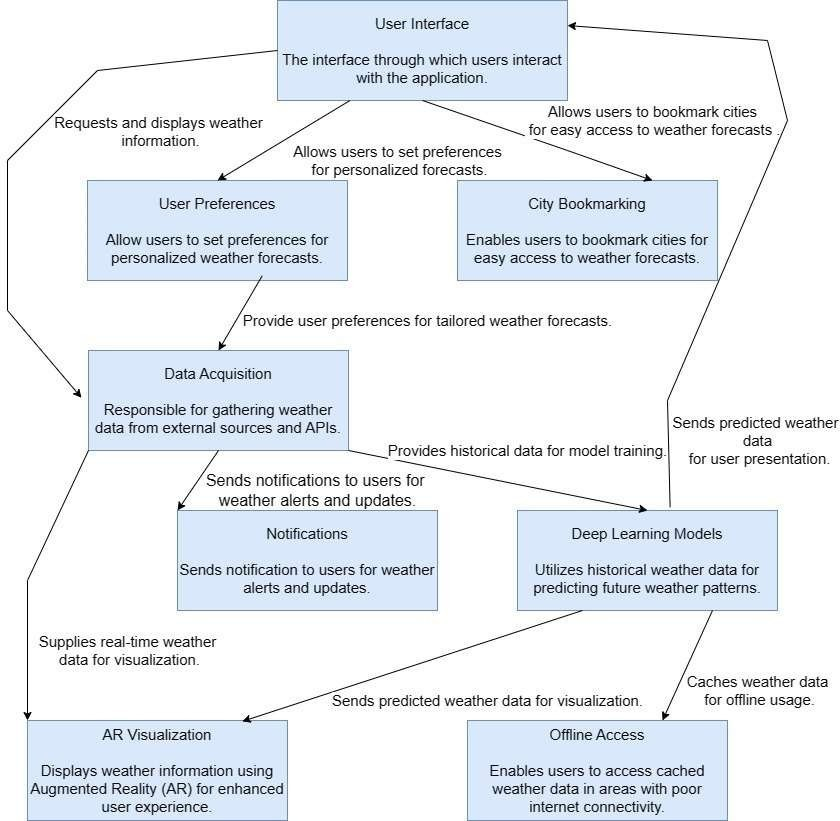 User Interface
The interface through which users interact
with the application.
Requests and displays weather
information.
Allows users to set preferences
for personalized forecasts.
Allows users to bookmark cities
for easy access to weather forecasts .
User Preferences
Allow users to set preferences for
personalized weather forecasts.
City Bookmarking
Enables users to bookmark cities for
easy access to weather forecasts.
Provide user preferences for tailored weather forecasts.
Data Acquisition
Responsible for gathering weather
data from external sources and APIs.
Sends predicted weather
data
for user presentation.
Provides historical data for model training.
Sends notifications to users for
weather alerts and updates.
Notifications
Sends notification to users for weather
alerts and updates.
Deep Learning Models
Utilizes historical weather data for
predicting future weather patterns.
Supplies real-time weather
data for visualization.
Sends predicted weather data for visualization.
Caches weather data
for offline usage.
AR Visualization
Displays weather information using
Augmented Reality (AR) for enhanced
user experience.
Offline Access
Enables users to access cached
weather data in areas with poor
internet connectivity.